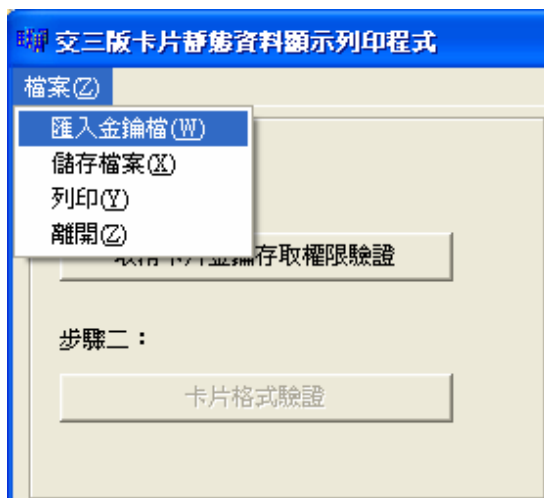 交三版卡片靜態資料顯示列印程式
檔案(Z)
匯入金鑰檔(W)
儲存檔案(X)
列印(Y)
離開(Z)
存取權限驗證
步驟二：
卡片格式驗證